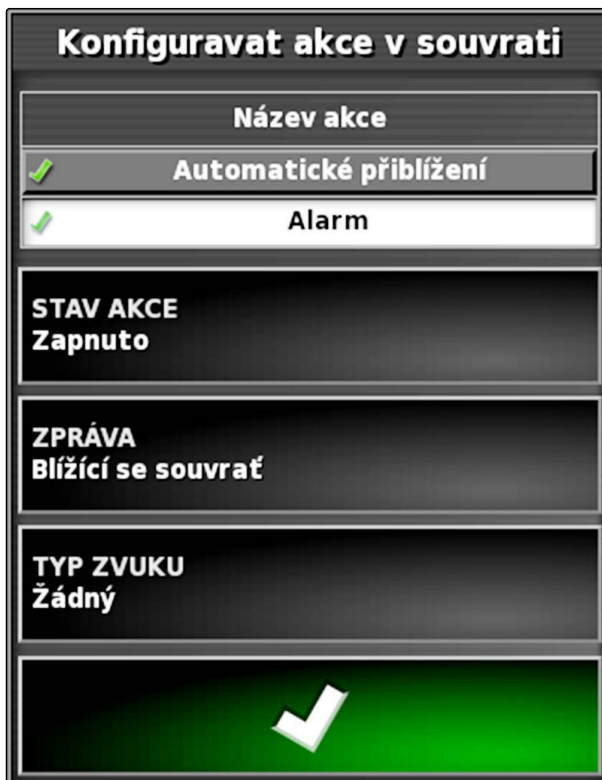 Konfiguravat akce v souvrati
Název akce
Automatické přiblížení
Alarm
STAV AKCE
Zapnuto
ZPRÁVA
Blížící se souvrať
TYP ZVUKU
Žádný